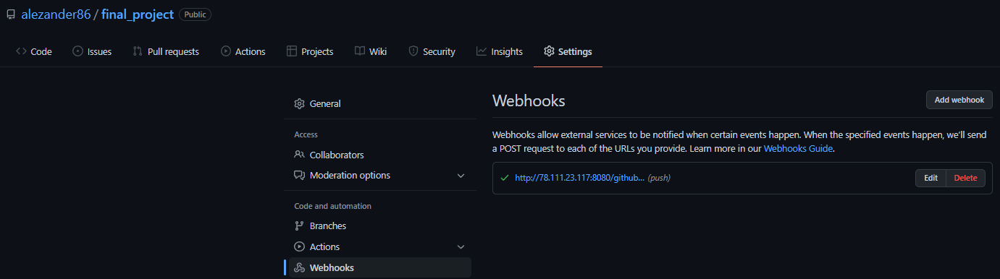 alezander86 / final_project Public
Code Issues Pull requests Actions Projects Wiki Security Insights Settings
General
Access
Collaborators
Moderation options
Code and automation
Branches
Actions
Webhooks
Webhooks
Add webhook
Webhooks allow external services to be notified when certain events happen. When the specified events happen, we'll send
a POST request to each of the URLs you provide. Learn more in our Webhooks Guide.
http://78.111.23.117:8080/github... (push)
Edit Delete